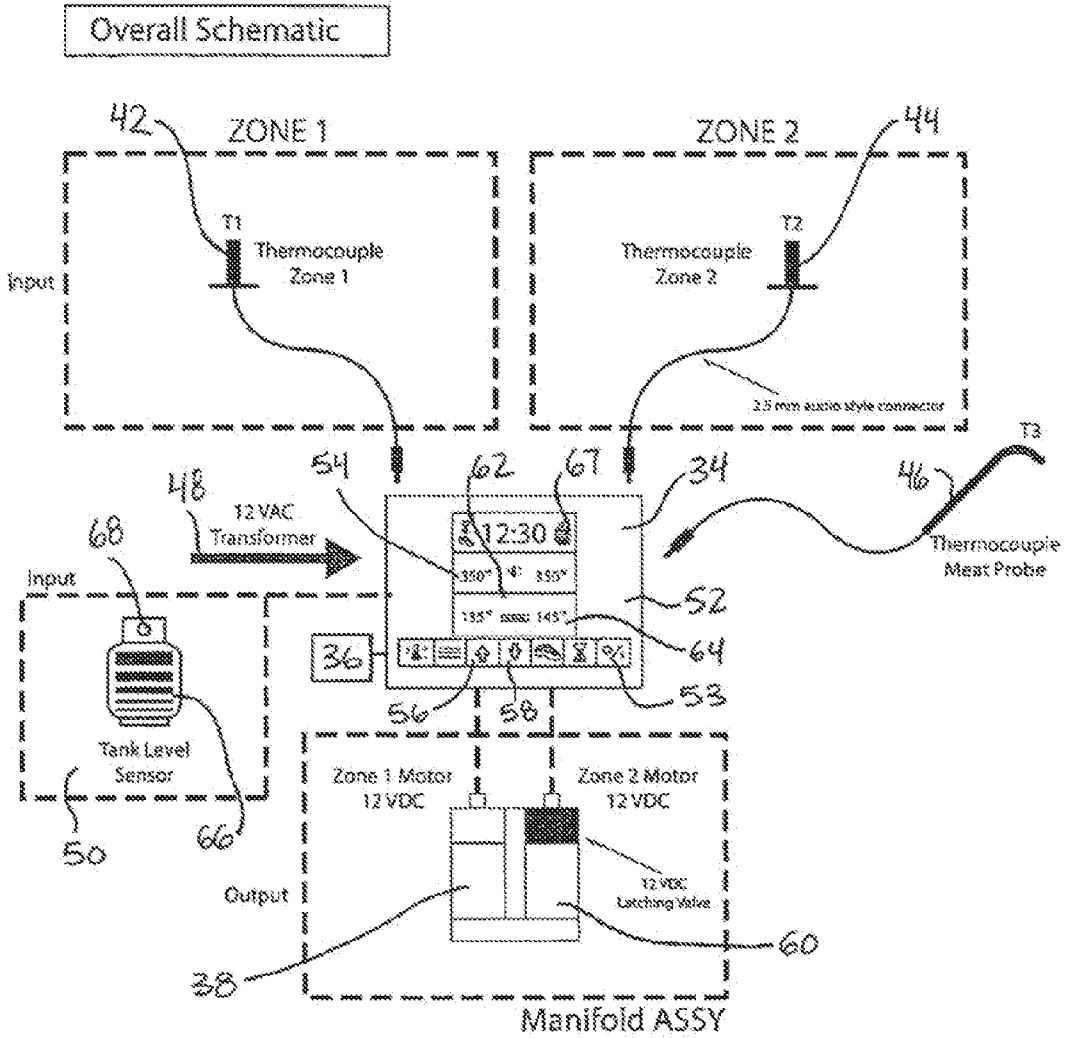 Overall Schematic
42
ZONE 1
ZONE 2
44
T1
Thermocouple
Zone 1
T2
Thermocouple
Zone 2
Input
2.5 mm audio style connector
T3
46
Thermocouple
Meat Probe
54
62
67
34
48
12 VAC
Transformer
12:30
350°
355°
52
135°
145°
64
68
Input
36
%
56
58
53
Tank Level
Sensor
50
66
Zone 1 Motor
12 VDC
Zone 2 Motor
12 VDC
Output
12 VDC
Latching Valve
38
60
Manifold ASSY